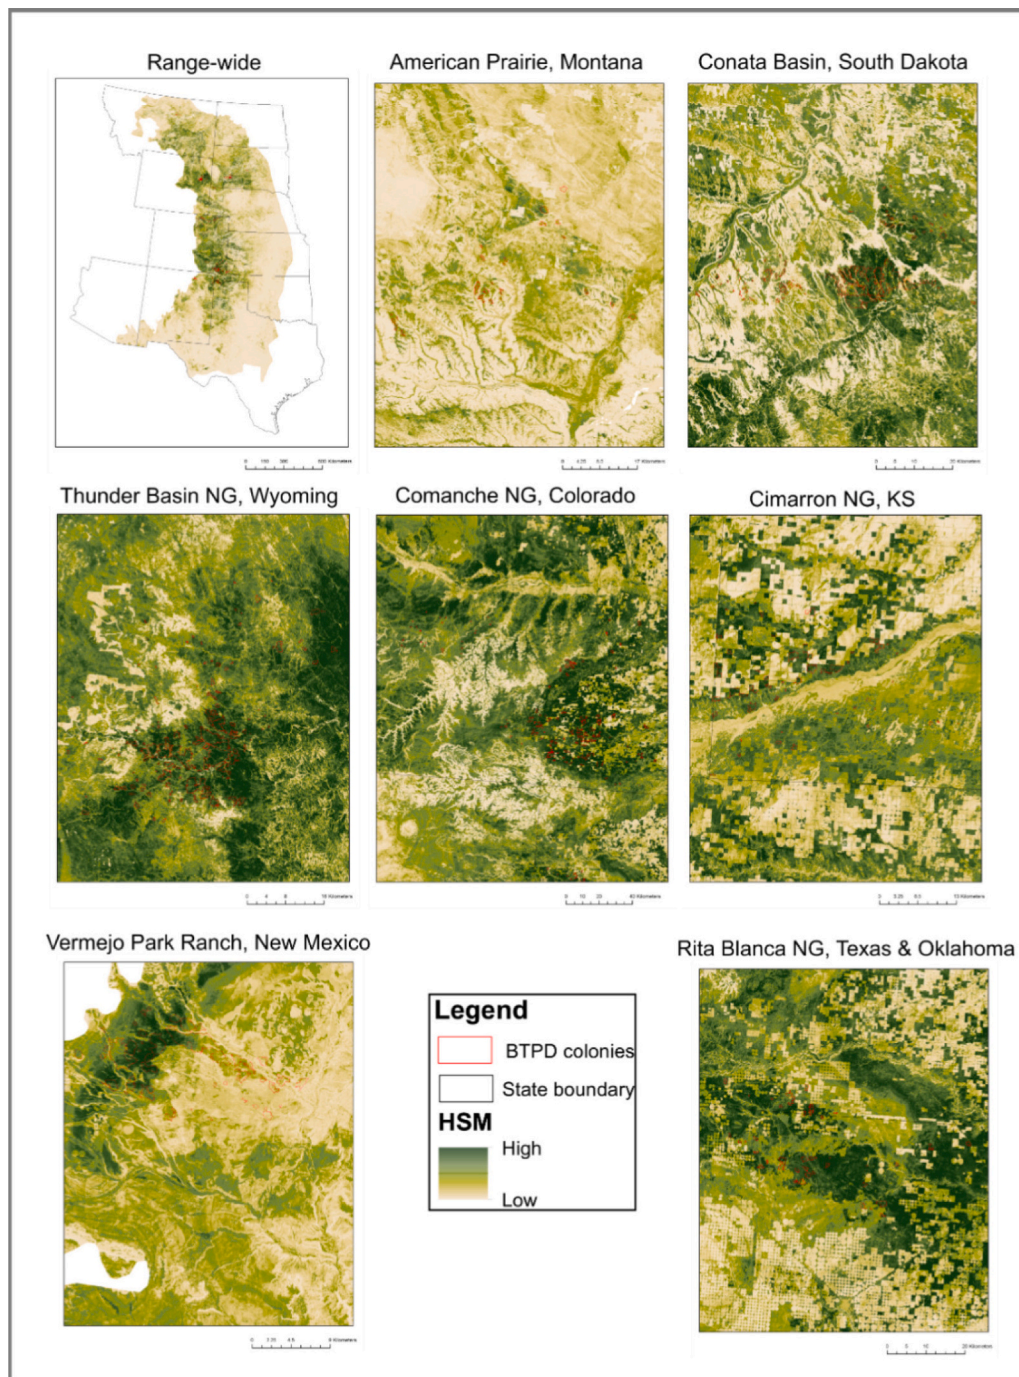 Range-wide
American Prairie, Montana
Conata Basin, South Dakota
Thunder Basin NG, Wyoming
Comanche NG, Colorado
Cimarron NG, KS
Vermejo Park Ranch, New Mexico
Rita Blanca NG, Texas & Oklahoma
Legend
BTPD colonies
State boundary
HSM
High
Low